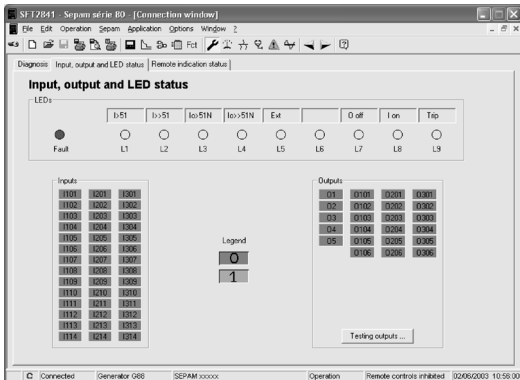 SFT2841 - Sepam série 80 - [Connection window]
File Edit Operation Sepam Application Options Window ?
Fct
Diagnosis Input, output and LED status Remote indication status
Input, output and LED status
LEDs
I>51 I>>51 Io>51N Io>>51N Ext 0 off I on Trip
Fault L1 L2 L3 L4 L5 L6 L7 L8 L9
Inputs
I101 I201 I301
I102 I202 I302
I103 I203 I303
I104 I204 I304
I105 I205 I305
I106 I206 I306
I107 I207 I307
I108 I208 I308
I109 I209 I309
I110 I210 I310
I111 I211 I311
I112 I212 I312
I113 I213 I313
I114 I214 I314
Legend
0
1
Outputs
O1 O101 O201 O301
O2 O102 O202 O302
O3 O103 O203 O303
O4 O104 O204 O304
O5 O105 O205 O305
O106 O206 O306
Testing outputs ...
Connected Generator G88 SEPAM xxxxx Operation Remote controls inhibited 02/06/2003 10:56:00